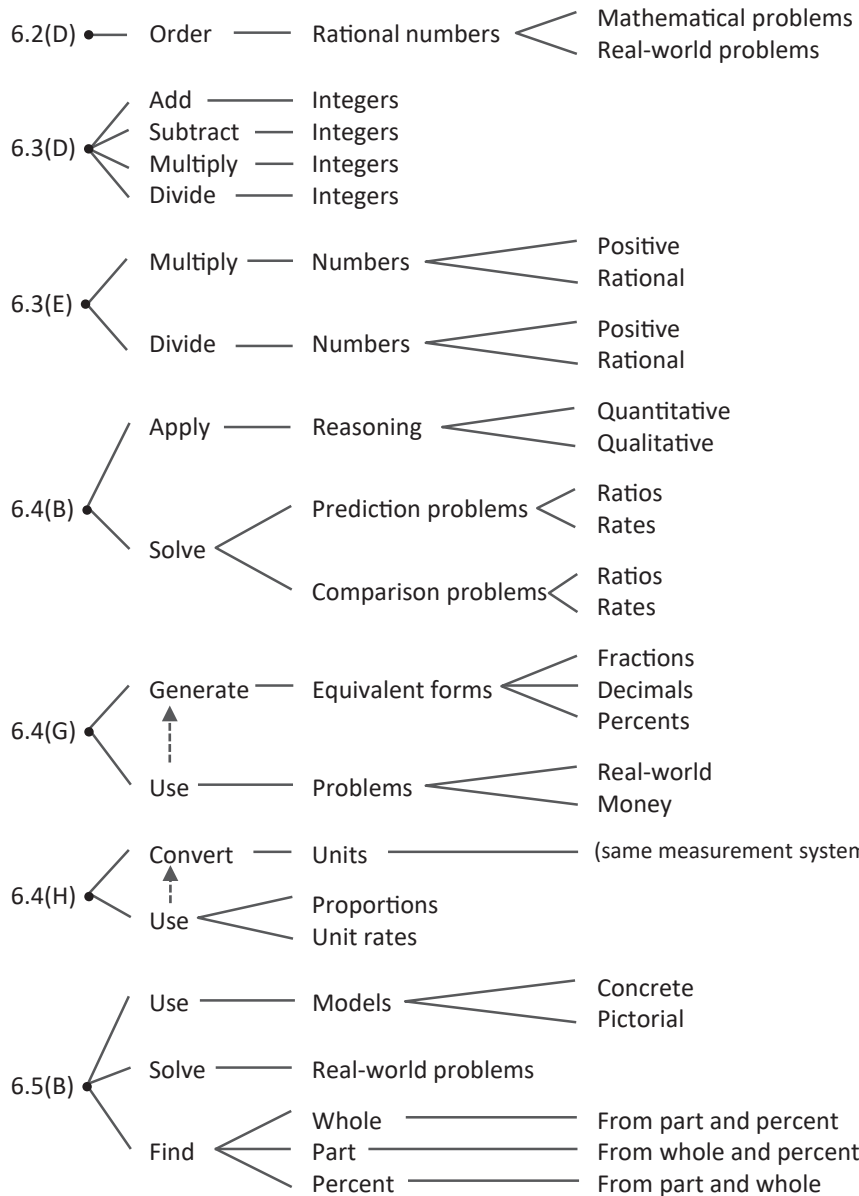 6.2(D) Order Rational numbers Mathematical problems
Real-world problems
6.3(D) Add Integers
Subtract Integers
Multiply Integers
Divide Integers
6.3(E) Multiply Numbers Positive
Rational
Divide Numbers Positive
Rational
6.4(B) Apply Reasoning Quantitative
Qualitative
Solve Prediction problems Ratios
Rates
Comparison problems Ratios
Rates
6.4(G) Generate Equivalent forms Fractions
Decimals
Percents
Use Problems Real-world
Money
6.4(H) Convert Units (same measurement system
Use Proportions
Unit rates
6.5(B) Use Models Concrete
Pictorial
Solve Real-world problems
Find Whole From part and percent
Part From whole and percent
Percent From part and whole